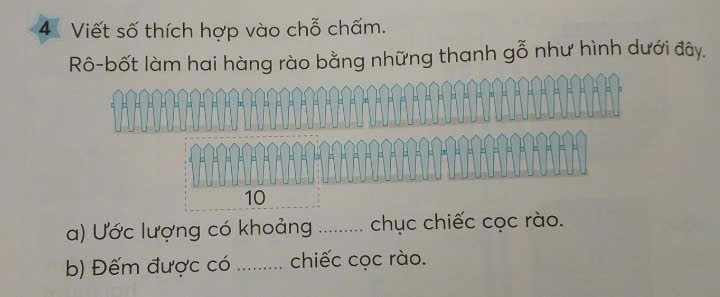 4 Viết số thích hợp vào chỗ chấm.
Rô-bốt làm hai hàng rào bằng những thanh gỗ như hình dưới đây.
10
a) Ước lượng có khoảng ......... chục chiếc cọc rào.
b) Đếm được có ......... chiếc cọc rào.